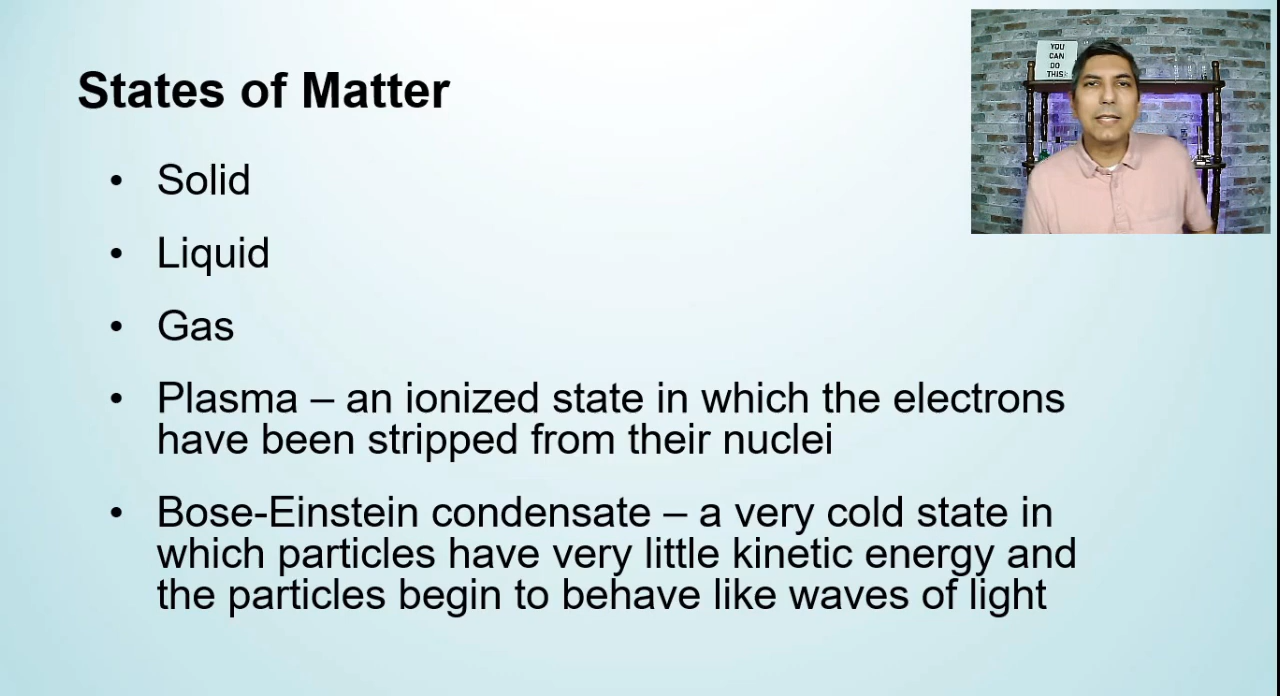 States of Matter
• Solid
• Liquid
• Gas
• Plasma – an ionized state in which the electrons
have been stripped from their nuclei
• Bose-Einstein condensate – a very cold state in
which particles have very little kinetic energy and
the particles begin to behave like waves of light
YOU
CAN
DO
THIS